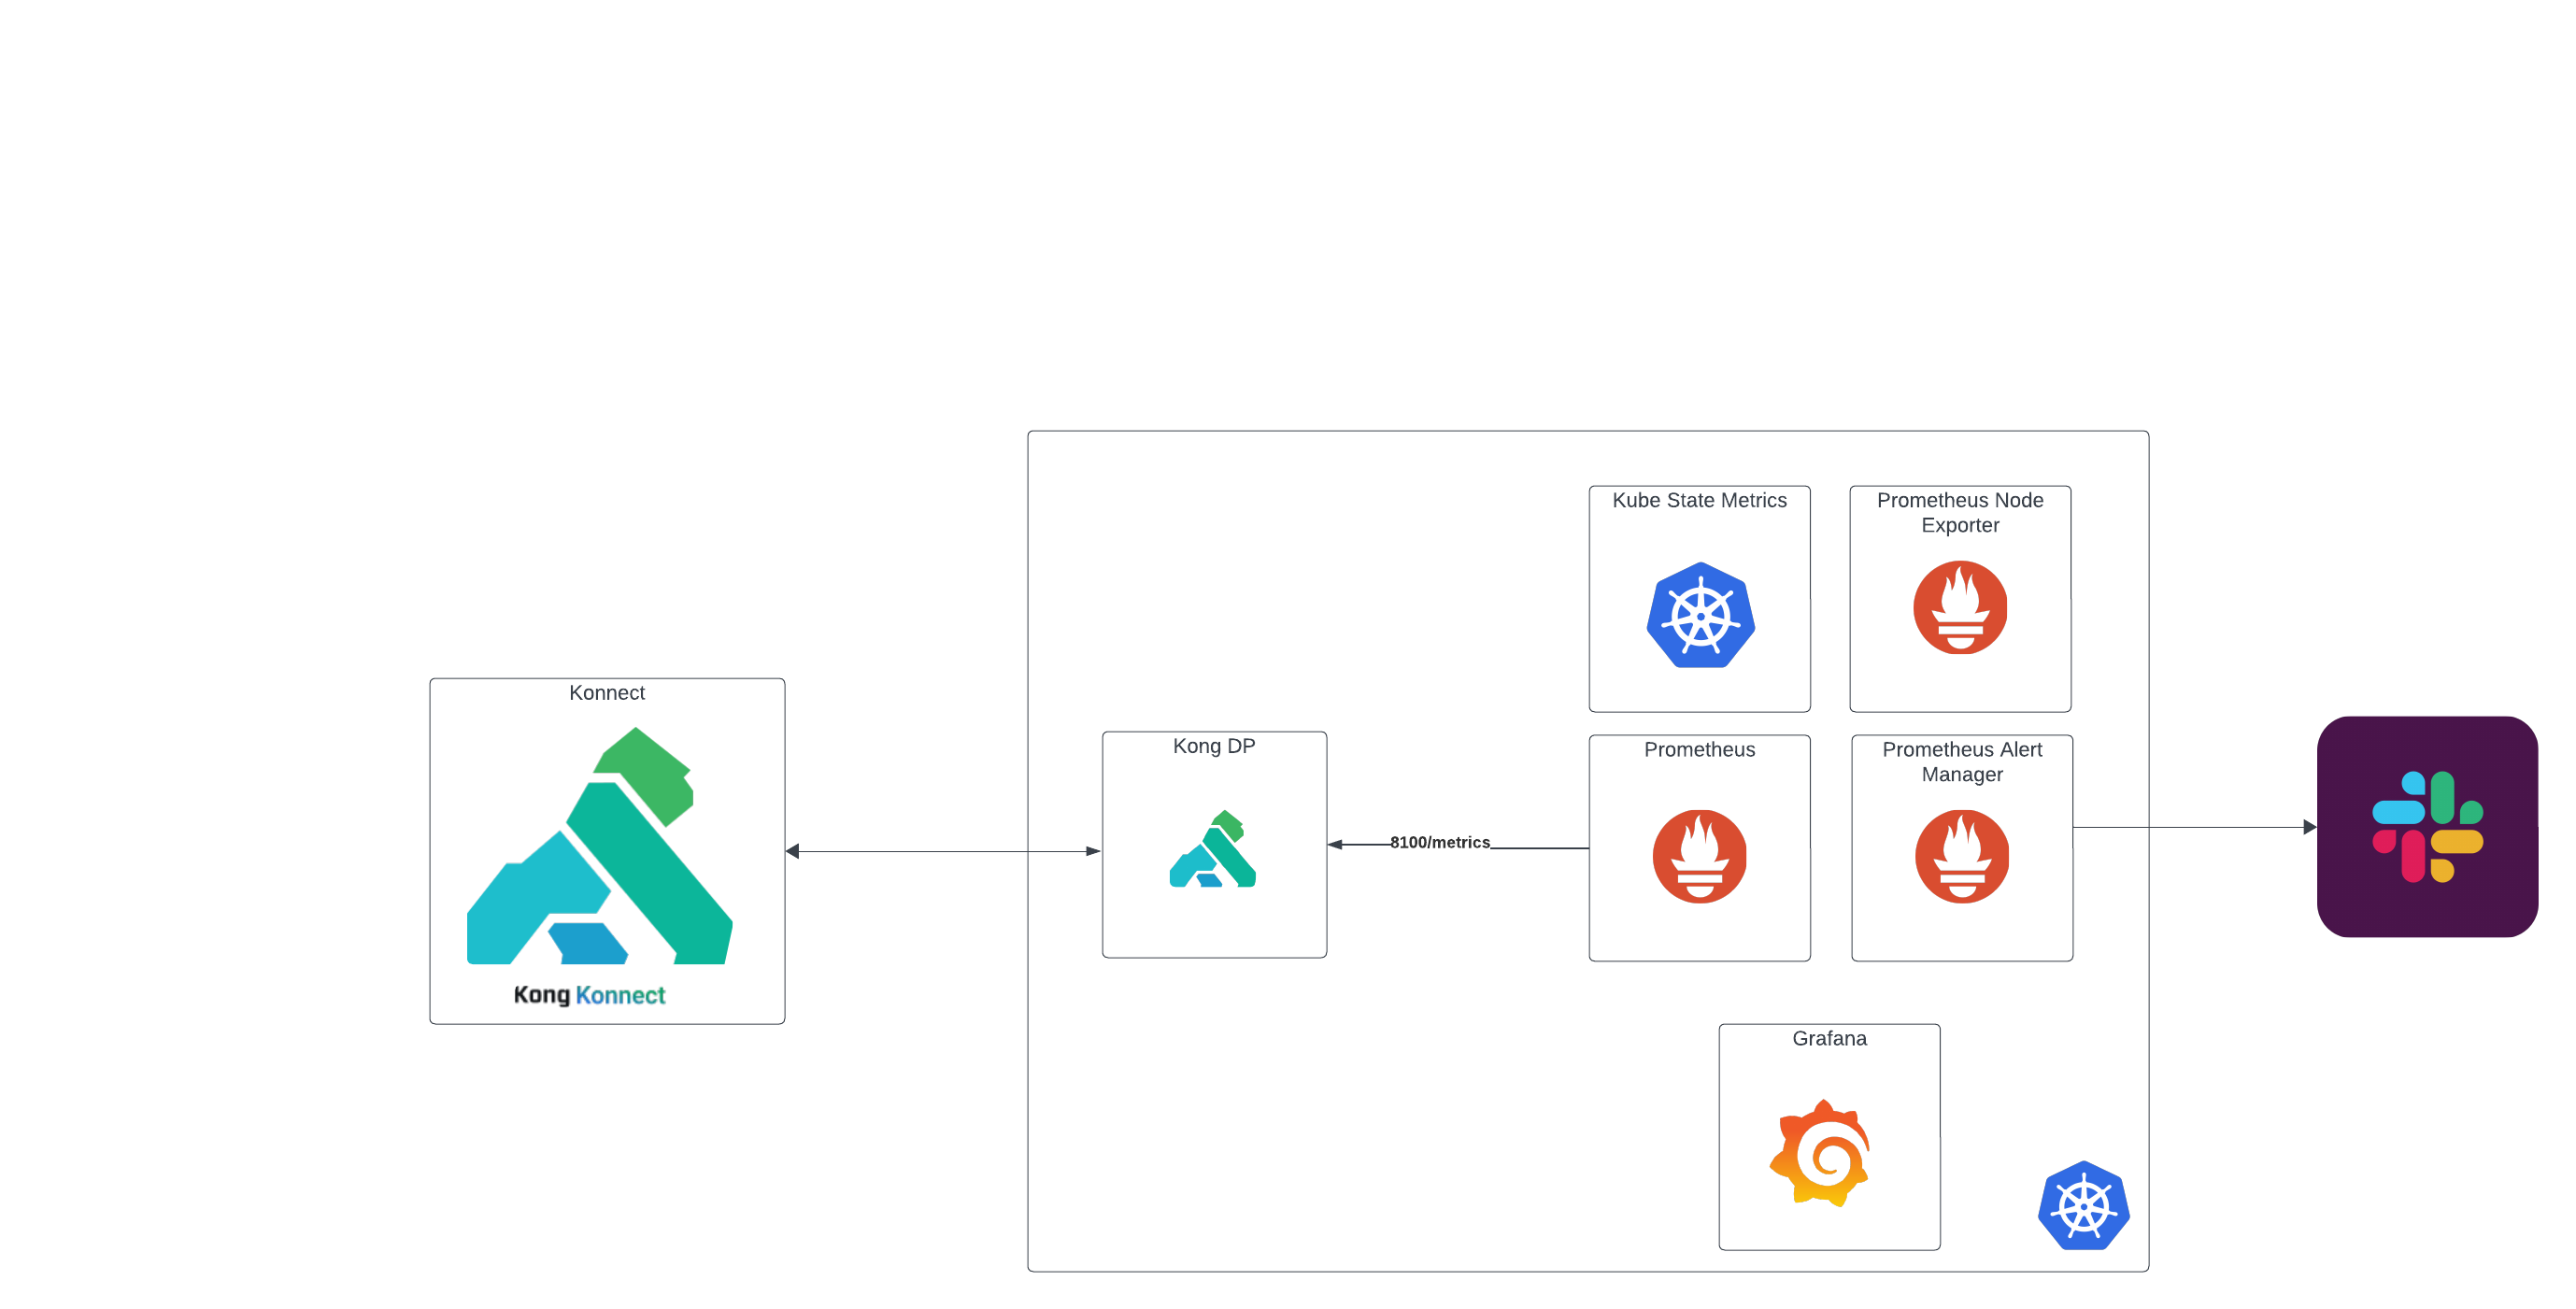 Kube State Metrics
Prometheus Node
Exporter
Konnect
Kong Konnect
Kong DP
8100/metrics
Prometheus
Prometheus Alert
Manager
Grafana